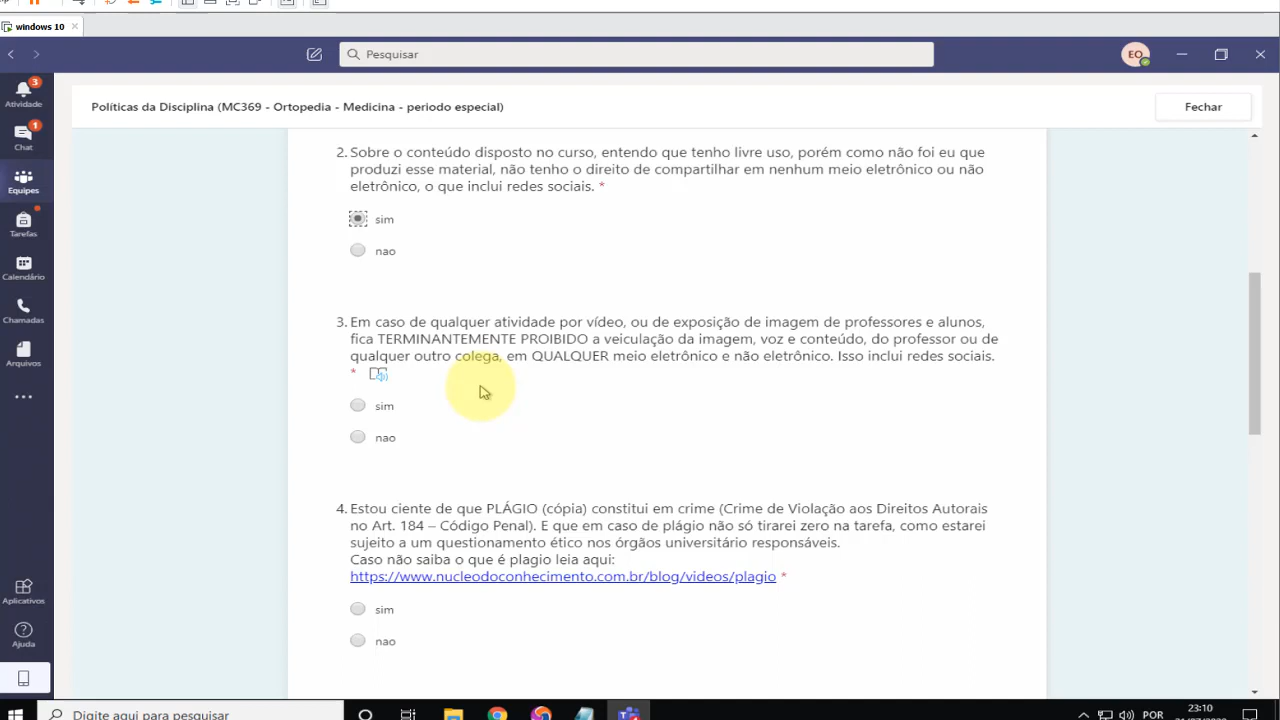 windows 10
Pesquisar
EO
Atividade
3
Chat
1
Equipes
Tarefas
Calendário
Chamadas
Arquivos
Aplicativos
Ajuda
Políticas da Disciplina (MC369 - Ortopedia - Medicina - periodo especial)
Fechar
2. Sobre o conteúdo disposto no curso, entendo que tenho livre uso, porém como não foi eu que
produzi esse material, não tenho o direito de compartilhar em nenhum meio eletrônico ou não
eletrônico, o que inclui redes sociais. *
sim
nao
3. Em caso de qualquer atividade por vídeo, ou de exposição de imagem de professores e alunos,
fica TERMINANTEMENTE PROIBIDO a veiculação da imagem, voz e conteúdo, do professor ou de
qualquer outro colega, em QUALQUER meio eletrônico e não eletrônico. Isso inclui redes sociais.
*
sim
nao
4. Estou ciente de que PLÁGIO (cópia) constitui em crime (Crime de Violação aos Direitos Autorais
no Art. 184 – Código Penal). E que em caso de plágio não só tirarei zero na tarefa, como estarei
sujeito a um questionamento ético nos órgãos universitário responsáveis.
Caso não saiba o que é plagio leia aqui:
https://www.nucleodoconhecimento.com.br/blog/videos/plagio *
sim
nao
Digite aqui para pesquisar
POR
23:10